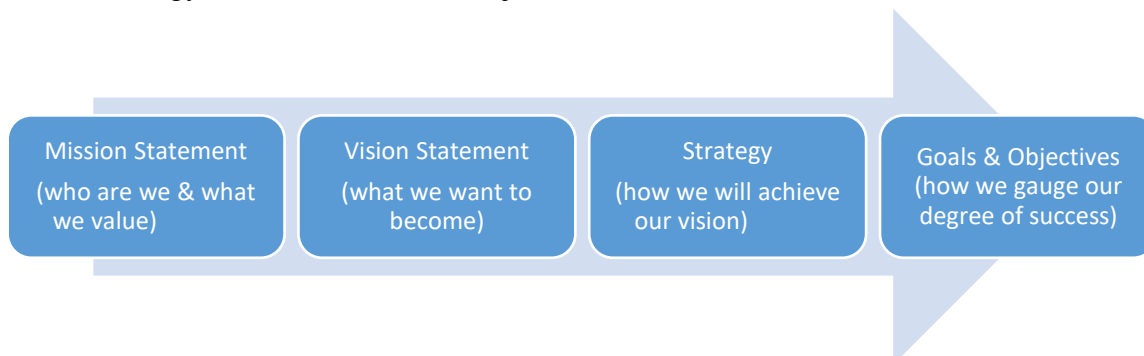 Mission Statement
(who are we & what
we value)
Vision Statement
(what we want to
become)
Strategy
(how we will achieve
our vision)
Goals & Objectives
(how we gauge our
degree of success)